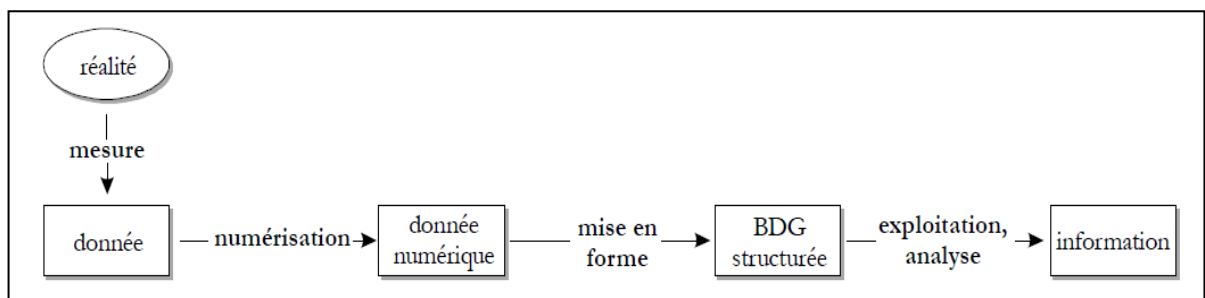 réalité
mesure
donnée
numérisation
donnée
numérique
mise en
forme
BDG
structurée
exploitation,
analyse
information